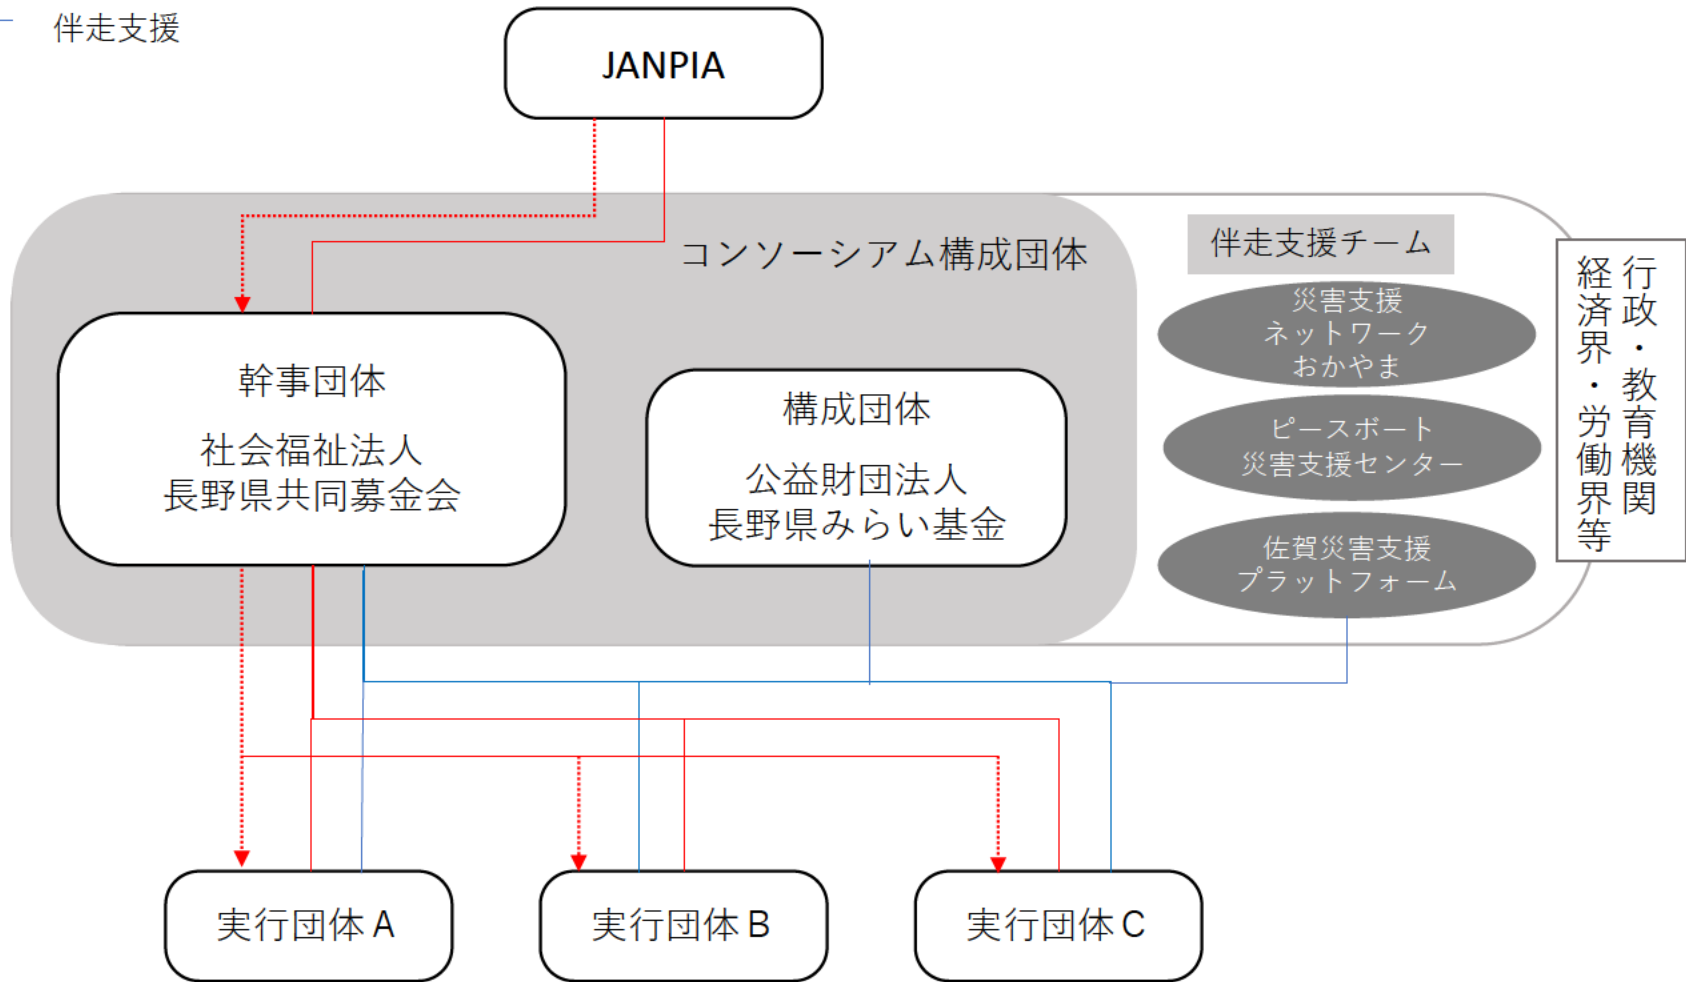 伴走支援
JANPIA
コンソーシアム構成団体
幹事団体
社会福祉法人
長野県共同募金会
構成団体
公益財団法人
長野県みらい基金
伴走支援チーム
災害支援
ネットワーク
おかやま
ピースボート
災害支援センター
佐賀災害支援
プラットフォーム
行政・教育機関
経済界・労働界等
実行団体A
実行団体B
実行団体C